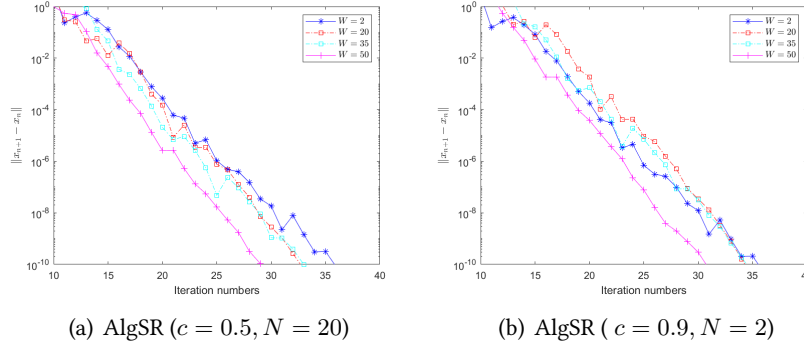 W = 2
W = 20
W = 35
W = 50
10^0
10^-2
10^-4
10^-6
10^-8
10^-10
||x_{n+1} − x_n||
10 15 20 25 30 35 40
Iteration numbers
(a) AlgSR (c = 0.5, N = 20)
W = 2
W = 20
W = 35
W = 50
10^0
10^-2
10^-4
10^-6
10^-8
10^-10
||x_{n+1} − x_n||
10 15 20 25 30 35 40
Iteration numbers
(b) AlgSR ( c = 0.9, N = 2)